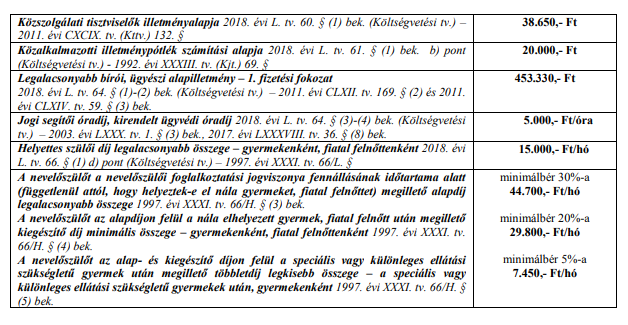 Köztisztviselők illetményalapja 2018. évi L. tv. 60. § (1) bek. (Költségvetési tv.) –
2011. évi CXCIX. tv. (Kttv.) 132. §
38.650,- Ft
Közalkalmazotti illetménypótlék számítási alapja 2018. évi L. tv. 61. § (1) bek. b) pont
(Költségvetési tv.) - 1992. évi XXXIII. tv. (Kjt.) 69. §
20.000,- Ft
Legalacsonyabb bírói, ügyészi alapilletmény – 1. fizetési fokozat
2018. évi L. tv. 64. § (1)-(2) bek. (Költségvetési tv.) – 2011. évi CLXII. tv. 169. § (2) és 2011.
évi CLXIV. tv. 59. § (3) bek.
453.330,- Ft
Jogi segítői óradíj, kirendelt ügyvédi óradíj 2018. évi L. tv. 64. § (3)-(4) bek. (Költségvetési
tv.) – 2003. évi LXXX. tv. 1. § (3) bek., 2017. évi LXXXVIII. tv. 36. § (8) bek.
5.000,- Ft/óra
Helyettes szülői díj legalacsonyabb összege – gyermekenként, fiatal felnőttenként 2018. évi
L. tv. 66. § (1) d) pont (Költségvetési tv.) – 1997. évi XXXI. tv. 66/L. §
15.000,- Ft/hó
A nevelőszülőt a nevelőszülői foglalkoztatási jogviszonya fennállásának időtartama alatt
(függetlenül attól, hogy helyeztek-e el nála gyermeket, fiatal felnőttet) megillető alapdíj
legalacsonyabb összege 1997. évi XXXI. tv. 66/H. § (3) bek.
minimálbér 30%-a
44.700,- Ft/hó
A nevelőszülőt az alapdíjon felül a nála elhelyezett gyermek, fiatal felnőtt után megillető
kiegészítő díj minimális összege – gyermekenként, fiatal felnőttenként 1997. évi XXXI. tv.
66/H. § (4) bek.
minimálbér 20%-a
29.800,- Ft/hó
A nevelőszülőt az alap- és kiegészítő díjon felül a speciális vagy különleges ellátási
szükségletű gyermek után megillető többletdíj legkisebb összege – a speciális vagy
különleges ellátási szükségletű gyermekek után, gyermekenként 1997. évi XXXI. tv. 66/H. §
(5) bek.
minimálbér 5%-a
7.450,- Ft/hó